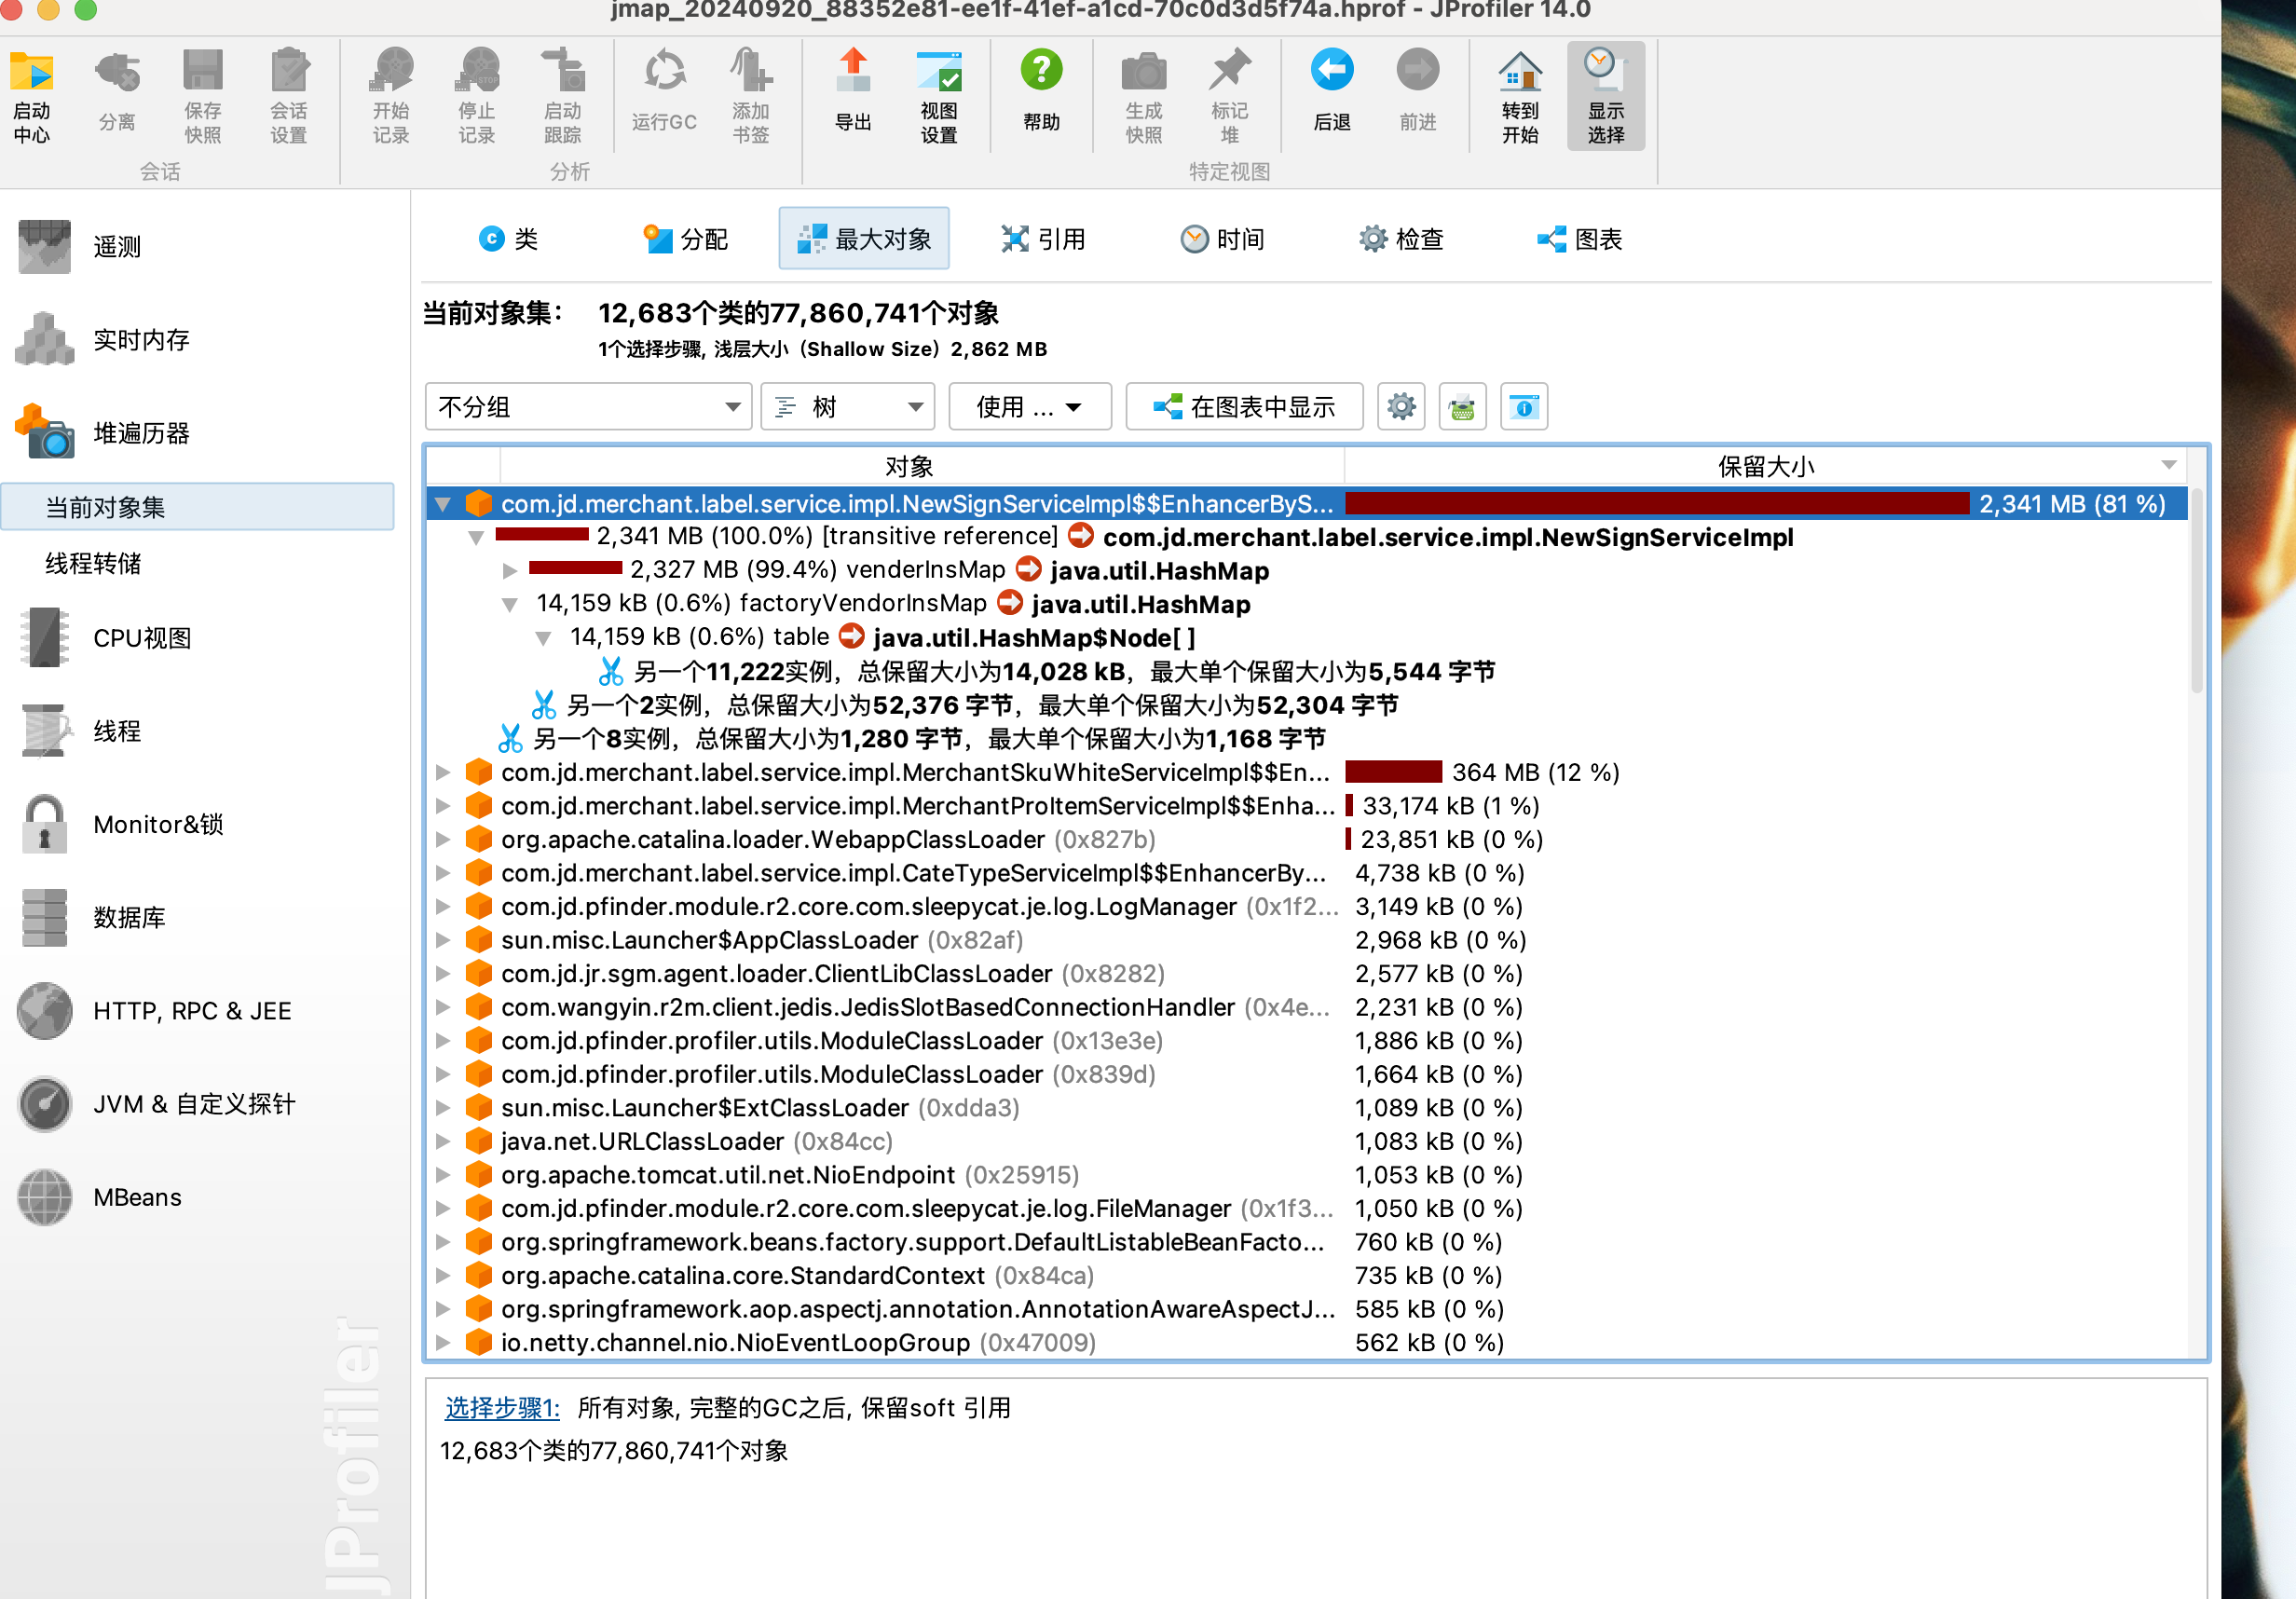 jmap_20240920_88352e81-ee1f-41ef-a1cd-70c0d3d5f74a.hprof - JProfiler 14.0
启动中心
分离
保存快照
会话设置
开始记录
停止记录
启动跟踪
运行GC
添加书签
导出
视图设置
帮助
生成快照
标记堆
后退
前进
转到开始
显示选择
会话
分析
特定视图
遥测
实时内存
堆遍历器
当前对象集
线程转储
CPU视图
线程
Monitor&锁
数据库
HTTP, RPC & JEE
JVM & 自定义探针
MBeans
JProfiler
类
分配
最大对象
引用
时间
检查
图表
当前对象集： 12,683个类的77,860,741个对象
1个选择步骤, 浅层大小（Shallow Size）2,862 MB
不分组
树
使用 ...
在图表中显示
对象 保留大小
com.jd.merchant.label.service.impl.NewSignServiceImpl$$EnhancerByS... 2,341 MB (81 %)
2,341 MB (100.0%) [transitive reference] com.jd.merchant.label.service.impl.NewSignServiceImpl
2,327 MB (99.4%) venderInsMap java.util.HashMap
14,159 kB (0.6%) factoryVendorInsMap java.util.HashMap
14,159 kB (0.6%) table java.util.HashMap$Node[ ]
另一个11,222实例，总保留大小为14,028 kB，最大单个保留大小为5,544 字节
另一个2实例，总保留大小为52,376 字节，最大单个保留大小为52,304 字节
另一个8实例，总保留大小为1,280 字节，最大单个保留大小为1,168 字节
com.jd.merchant.label.service.impl.MerchantSkuWhiteServiceImpl$$En... 364 MB (12 %)
com.jd.merchant.label.service.impl.MerchantProItemServiceImpl$$Enha... 33,174 kB (1 %)
org.apache.catalina.loader.WebappClassLoader (0x827b) 23,851 kB (0 %)
com.jd.merchant.label.service.impl.CateTypeServiceImpl$$EnhancerBy... 4,738 kB (0 %)
com.jd.pfinder.module.r2.core.com.sleepycat.je.log.LogManager (0x1f2... 3,149 kB (0 %)
sun.misc.Launcher$AppClassLoader (0x82af) 2,968 kB (0 %)
com.jd.jr.sgm.agent.loader.ClientLibClassLoader (0x8282) 2,577 kB (0 %)
com.wangyin.r2m.client.jedis.JedisSlotBasedConnectionHandler (0x4e... 2,231 kB (0 %)
com.jd.pfinder.profiler.utils.ModuleClassLoader (0x13e3e) 1,886 kB (0 %)
com.jd.pfinder.profiler.utils.ModuleClassLoader (0x839d) 1,664 kB (0 %)
sun.misc.Launcher$ExtClassLoader (0xdda3) 1,089 kB (0 %)
java.net.URLClassLoader (0x84cc) 1,083 kB (0 %)
org.apache.tomcat.util.net.NioEndpoint (0x25915) 1,053 kB (0 %)
com.jd.pfinder.module.r2.core.com.sleepycat.je.log.FileManager (0x1f3... 1,050 kB (0 %)
org.springframework.beans.factory.support.DefaultListableBeanFacto... 760 kB (0 %)
org.apache.catalina.core.StandardContext (0x84ca) 735 kB (0 %)
org.springframework.aop.aspectj.annotation.AnnotationAwareAspectJ... 585 kB (0 %)
io.netty.channel.nio.NioEventLoopGroup (0x47009) 562 kB (0 %)
选择步骤1: 所有对象, 完整的GC之后, 保留soft 引用
12,683个类的77,860,741个对象